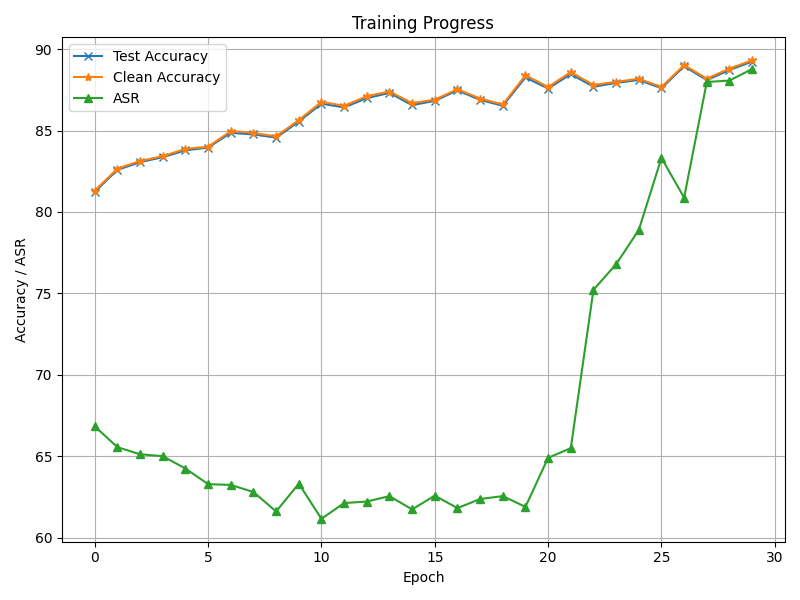 Training Progress
Test Accuracy
Clean Accuracy
ASR
Accuracy / ASR
90
85
80
75
70
65
60
0 5 10 15 20 25 30
Epoch